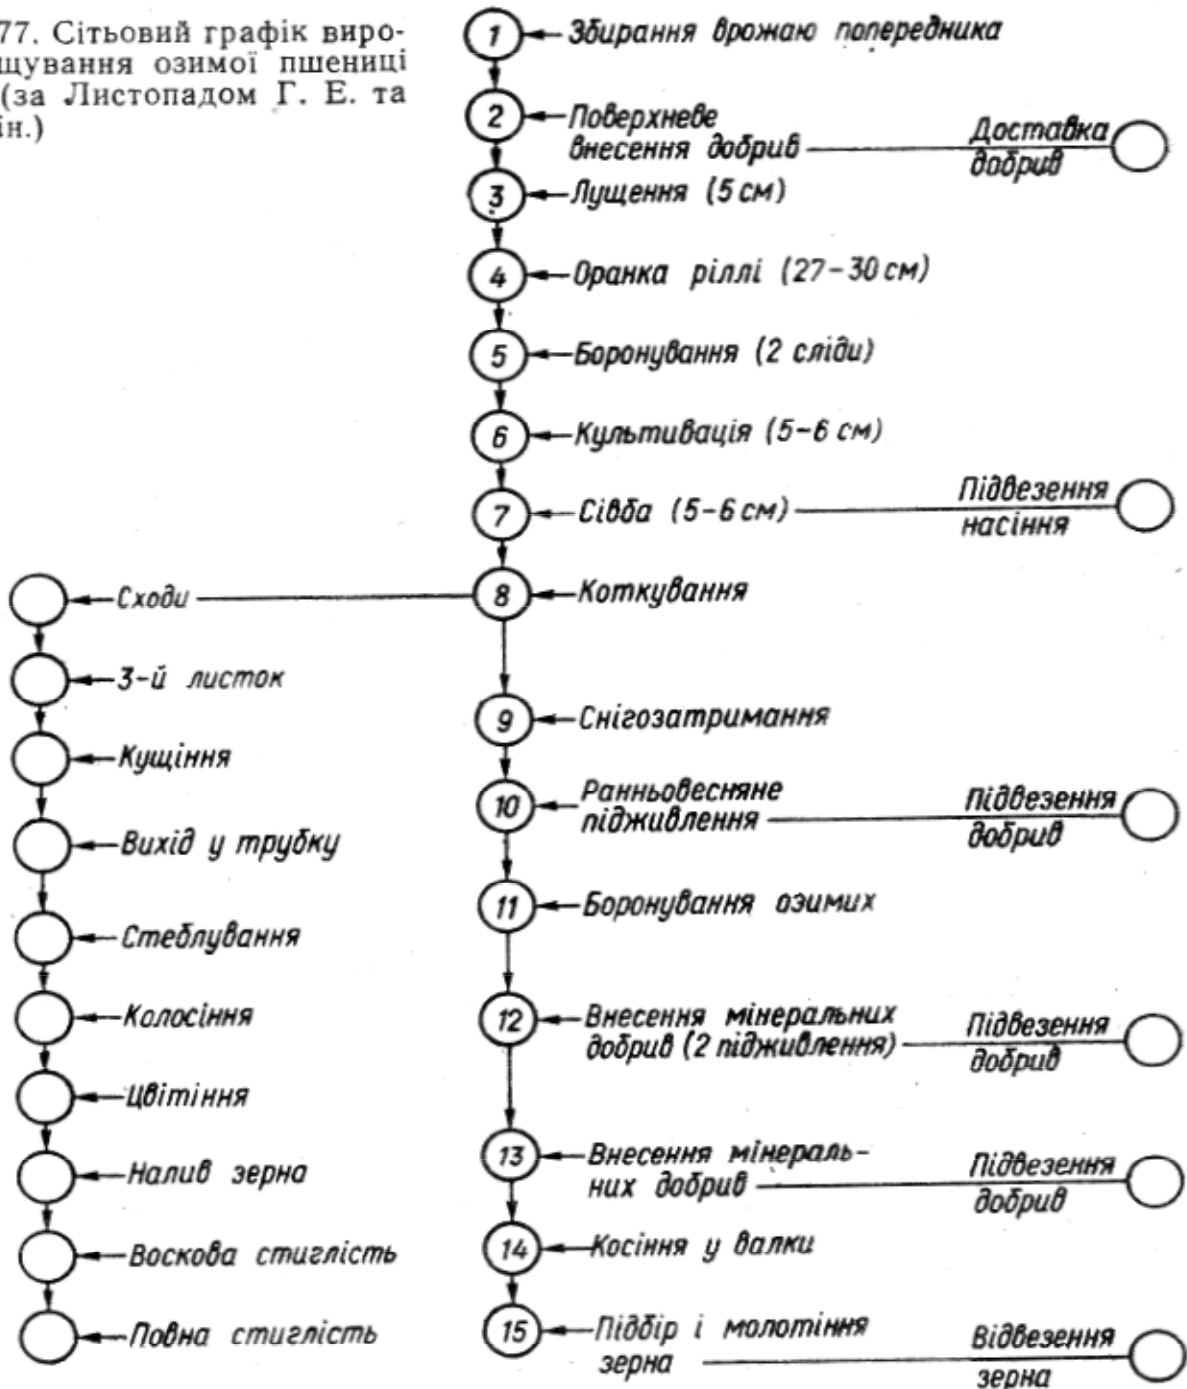 77. Сітьовий графік виро-
щування озимої пшениці
(за Листопадом Г. Е. та
ін.)
1 Збирання врожаю попередника
2 Поверхневе
внесення добрив
Доставка
добрив
3 Лущення (5 см)
4 Оранка ріллі (27-30 см)
5 Боронування (2 сліди)
6 Культивація (5-6 см)
7 Сівба (5-6 см)
Підвезення
насіння
8 Коткування
Сходи
3-й листок
Кущіння
Вихід у трубку
Стеблування
Колосіння
Цвітіння
Налив зерна
Воскова стиглість
Повна стиглість
9 Снігозатримання
10 Ранньовесняне
підживлення
Підвезення
добрив
11 Боронування озимих
12 Внесення мінеральних
добрив (2 підживлення)
Підвезення
добрив
13 Внесення мінераль-
них добрив
Підвезення
добрив
14 Косіння у валки
15 Підбір і молотіння
зерна
Відвезення
зерна